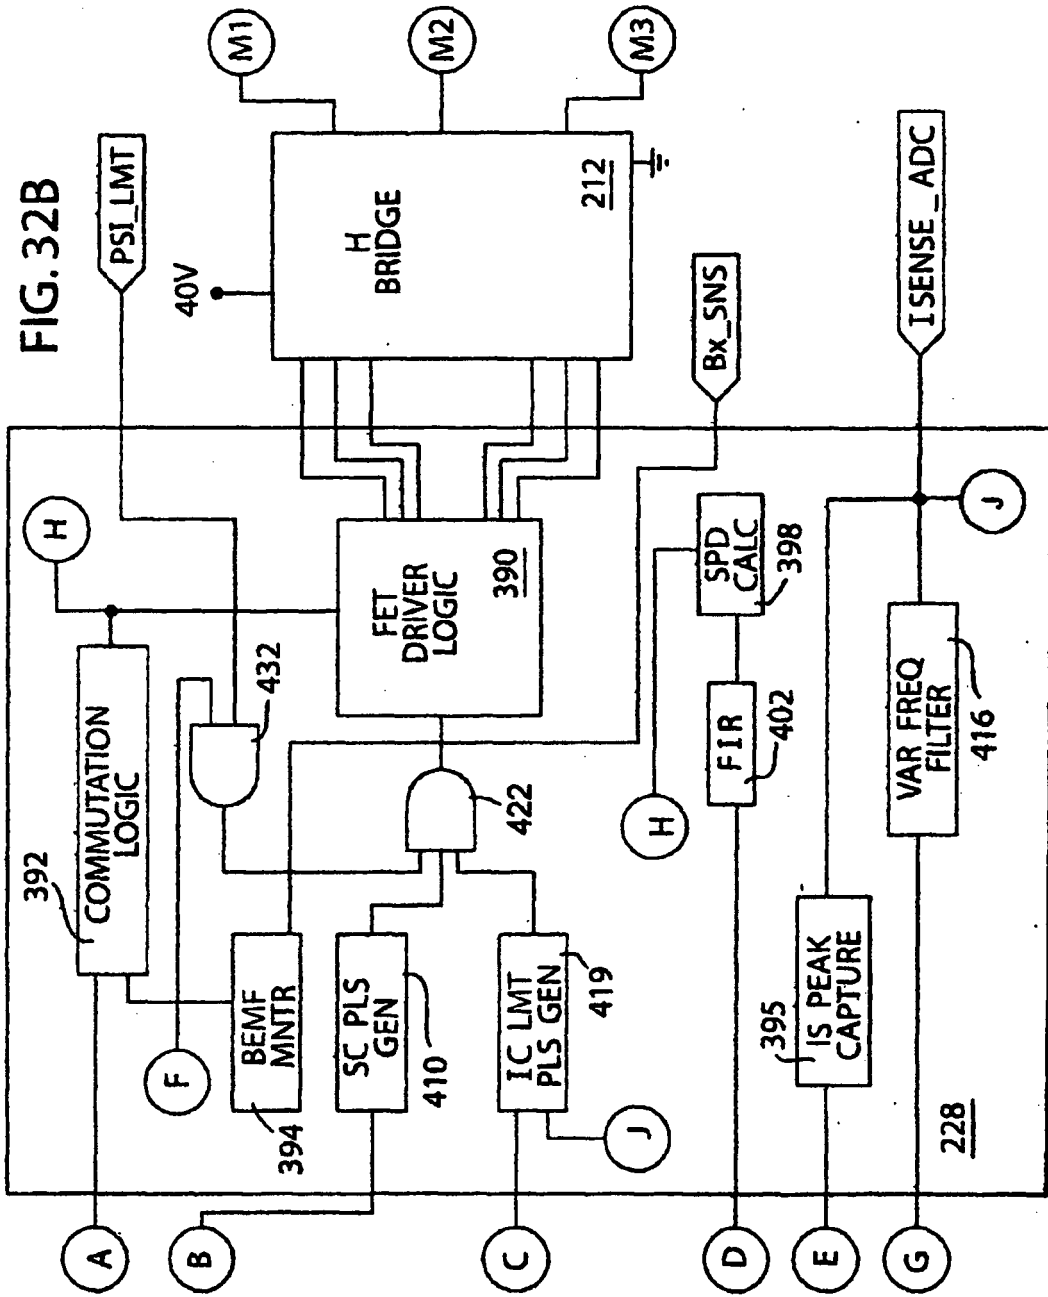 FIG. 32B
A
B
C
D
E
G
392
COMMUTATION
LOGIC
H
PSI_LMT
F
432
BEMF
MNTR
394
SC PLS
GEN
410
IC LMT
PLS GEN
419
J
422
FET
DRIVER
LOGIC
390
40V
H
BRIDGE
212
M1
M2
M3
Bx_SNS
H
SPD
CALC
398
FIR
402
395
IS PEAK
CAPTURE
VAR FREQ
FILTER
416
ISENSE_ADC
J
228